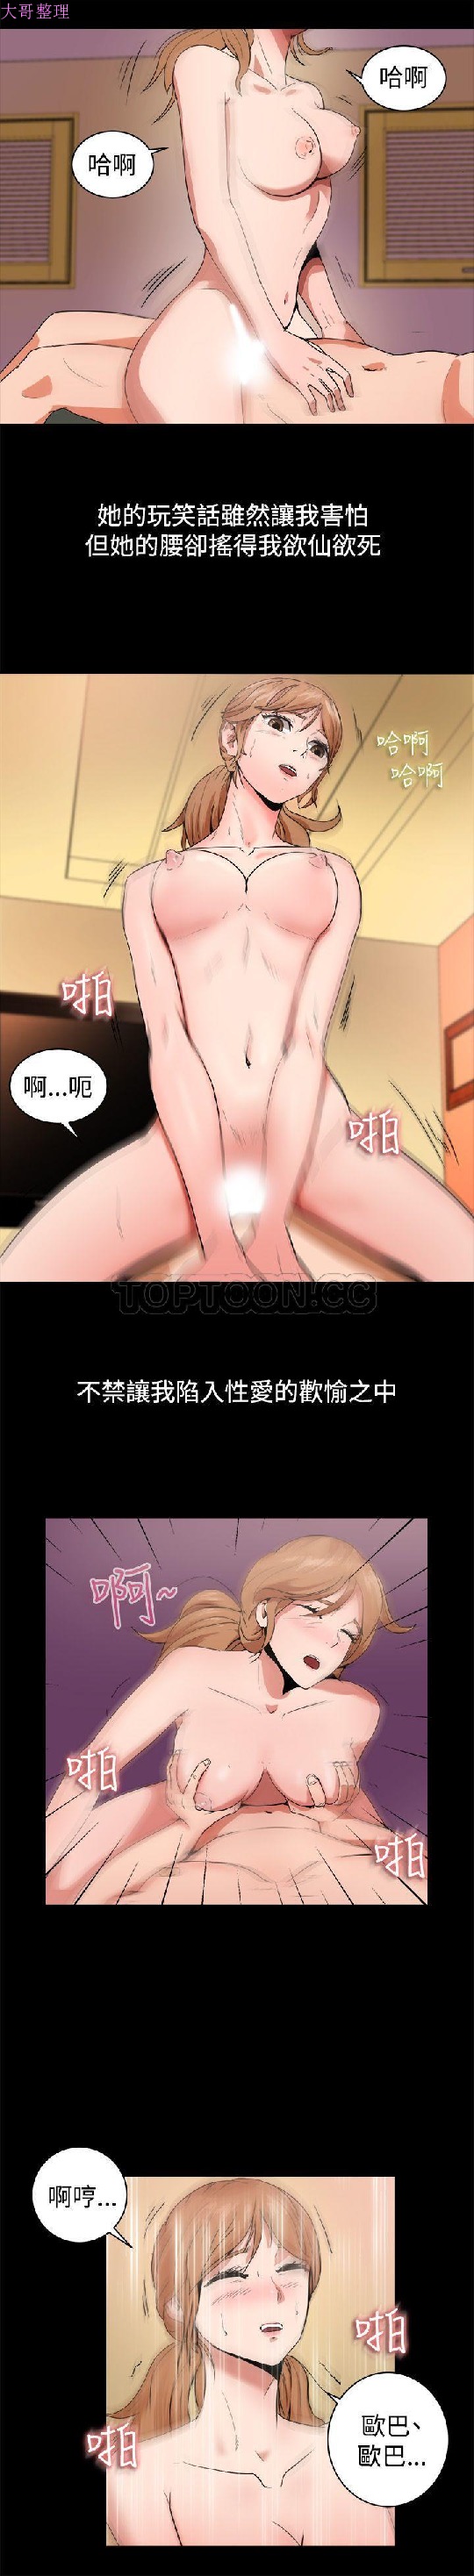 大哥整理
哈啊
哈啊
她的玩笑話雖然讓我害怕
但她的腰卻搖得我欲仙欲死
哈啊
哈啊
啪
啊...呃
啪
TOPTOON.CC
不禁讓我陷入性愛的歡愉之中
啊~
啪
啪
啊哼...
啪
歐巴、
歐巴...
啪